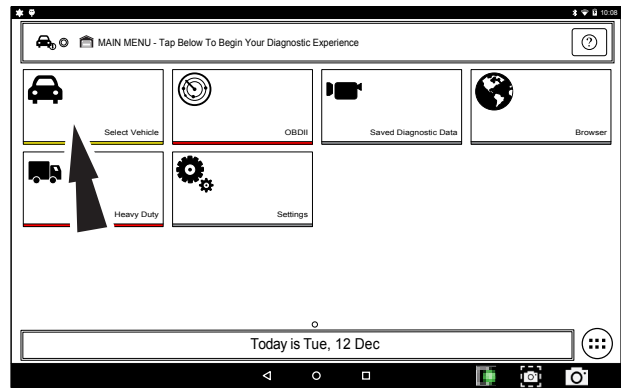 10:08
MAIN MENU - Tap Below To Begin Your Diagnostic Experience
?
Select Vehicle
OBDII
Saved Diagnostic Data
Browser
Heavy Duty
Settings
Today is Tue, 12 Dec